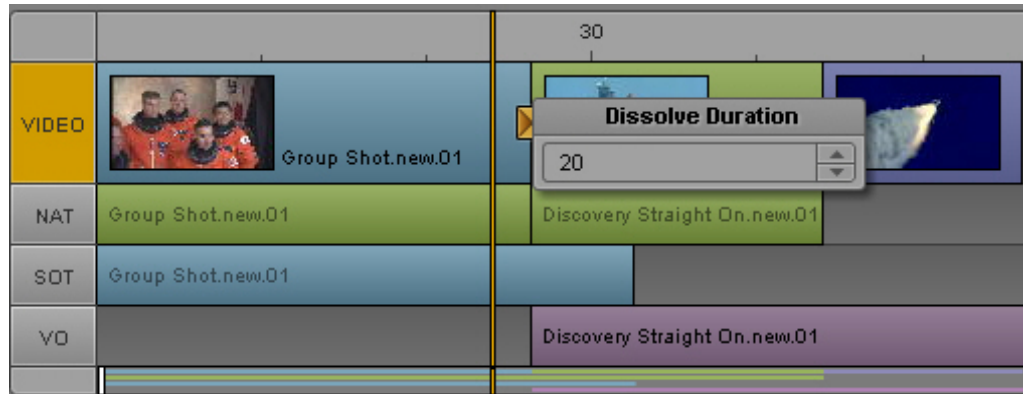 30
VIDEO
Group Shot.new.01
Dissolve Duration
20
NAT
Group Shot.new.01
Discovery Straight On.new.01
SOT
Group Shot.new.01
VO
Discovery Straight On.new.01